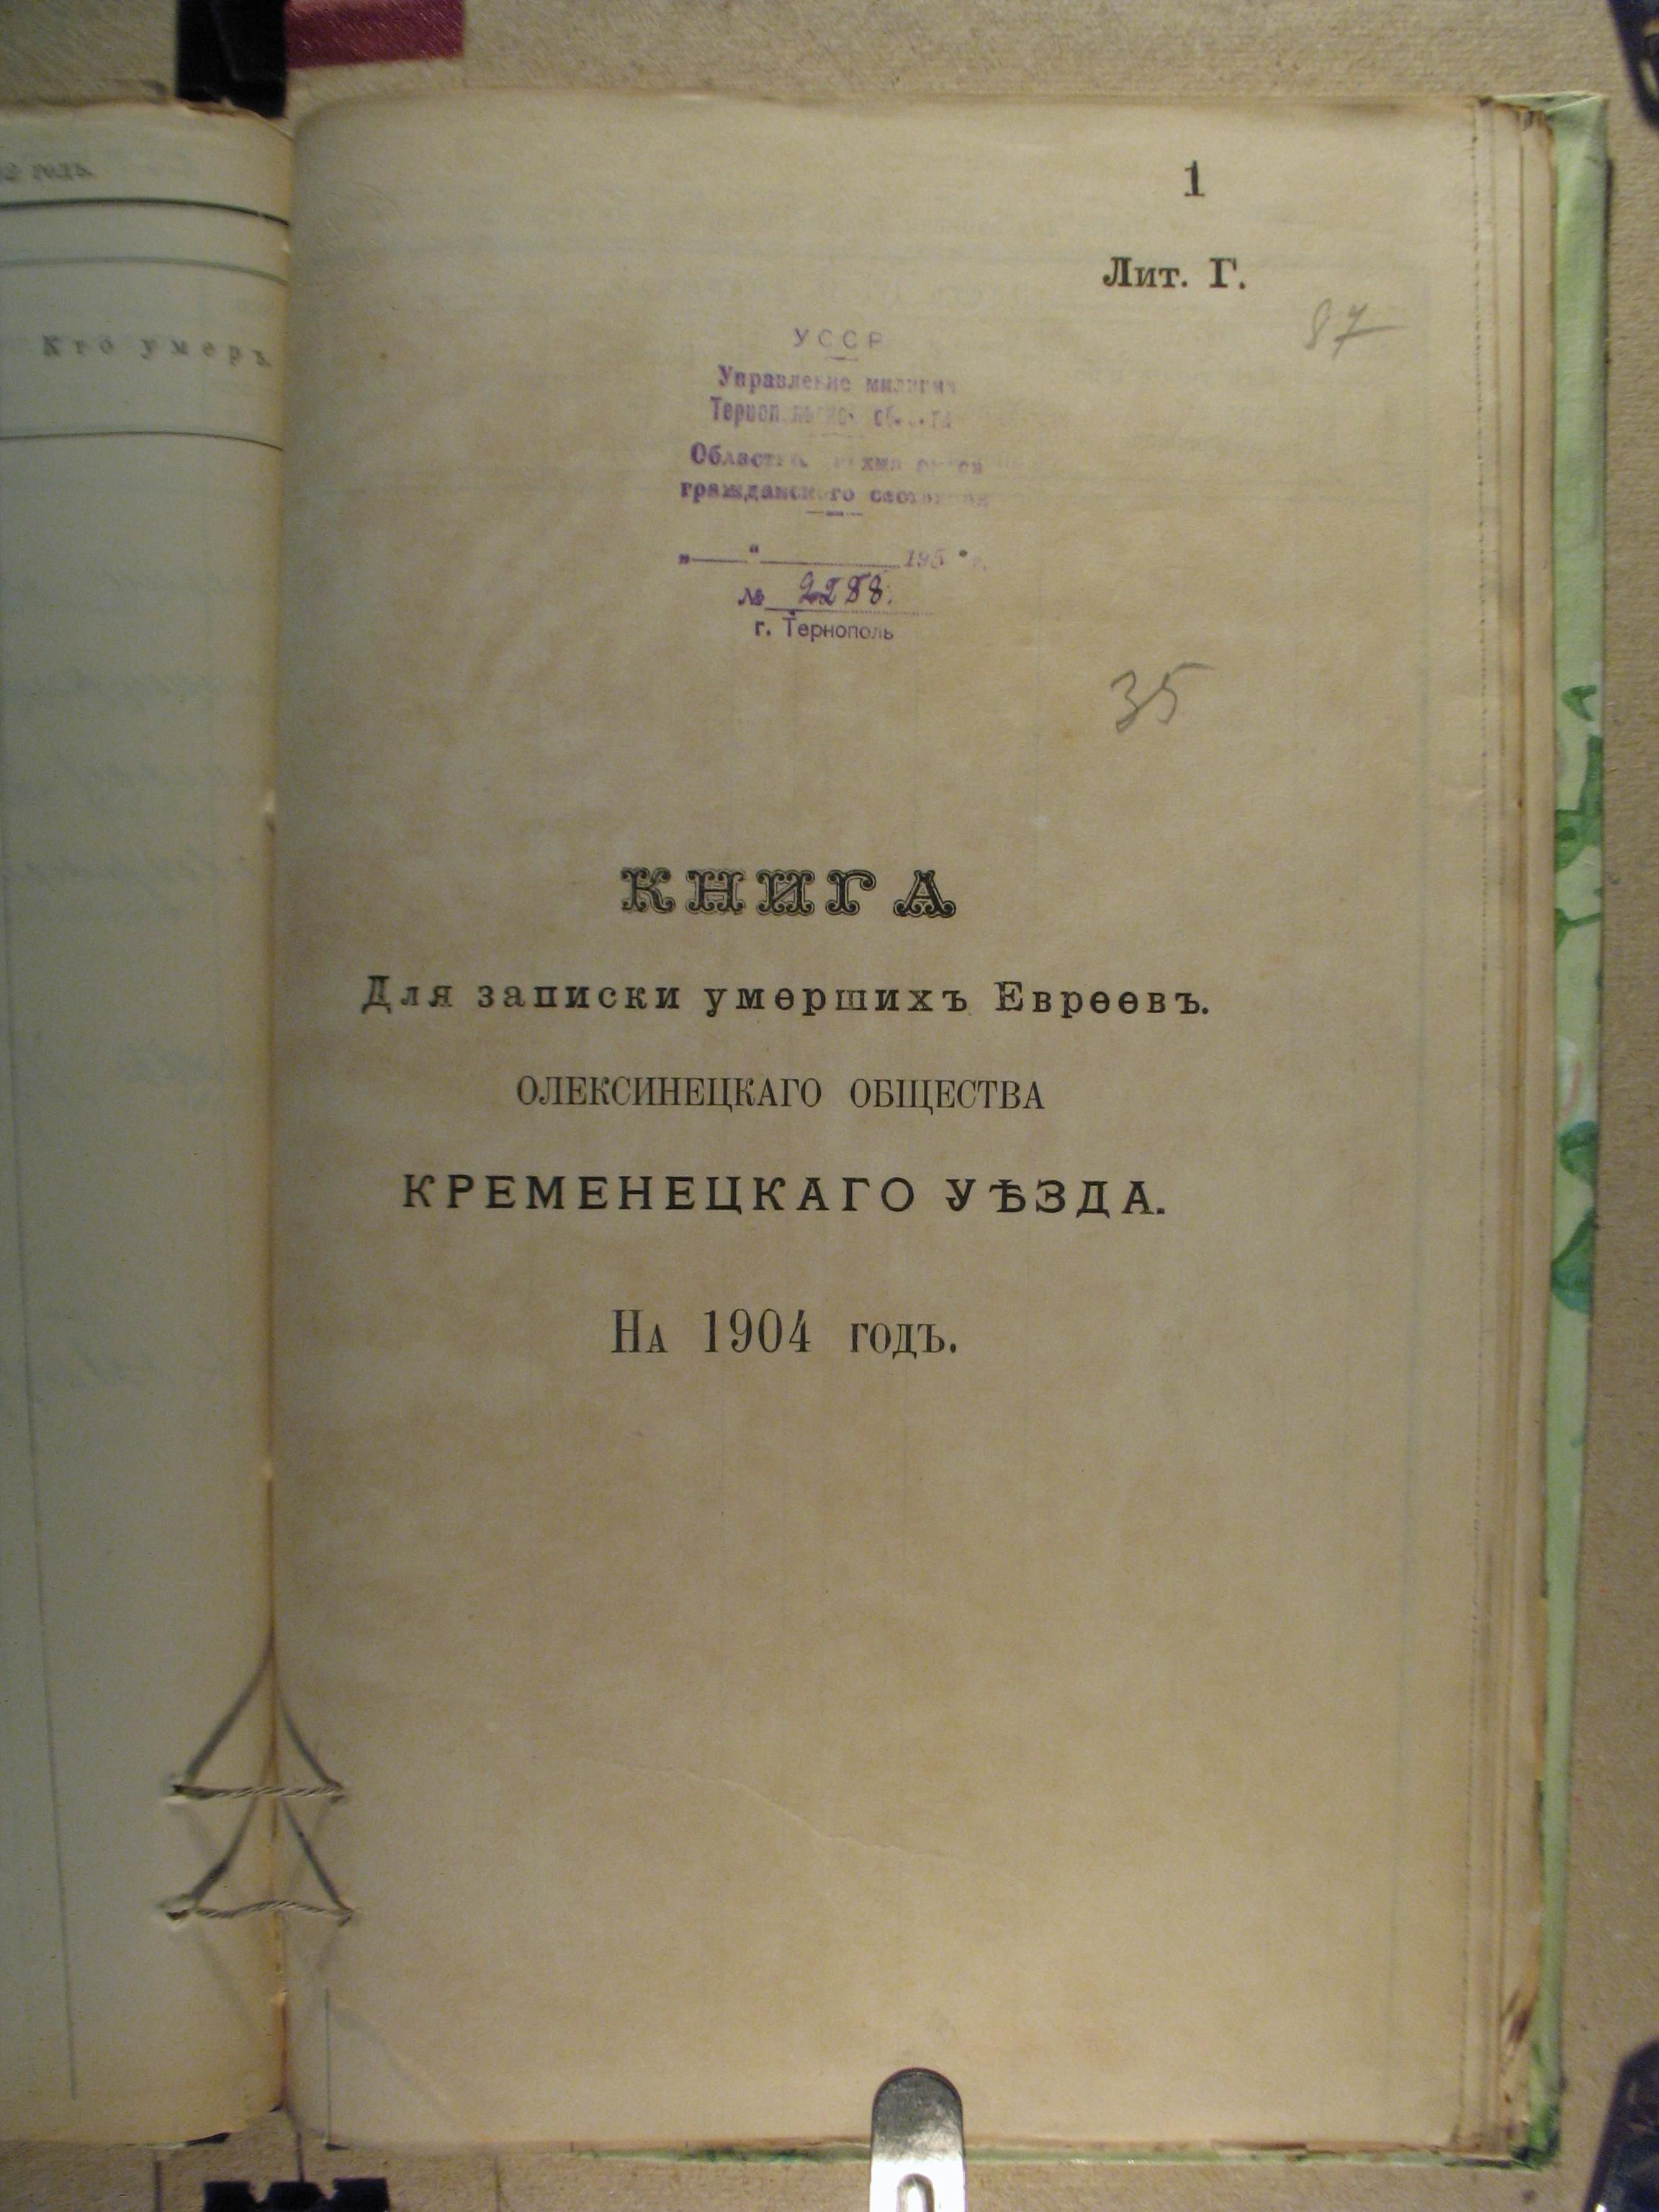 годъ.
Кто умеръ
1
Лит. Г.
87
УССР
Управление
Областн
гражданского
„ “ 195 г.
№ 2288.
г. Тернополь
35
КНИГА
Для записки умершихъ Евреевъ.
ОЛЕКСИНЕЦКАГО ОБЩЕСТВА
КРЕМЕНЕЦКАГО УѢЗДА.
На 1904 годъ.